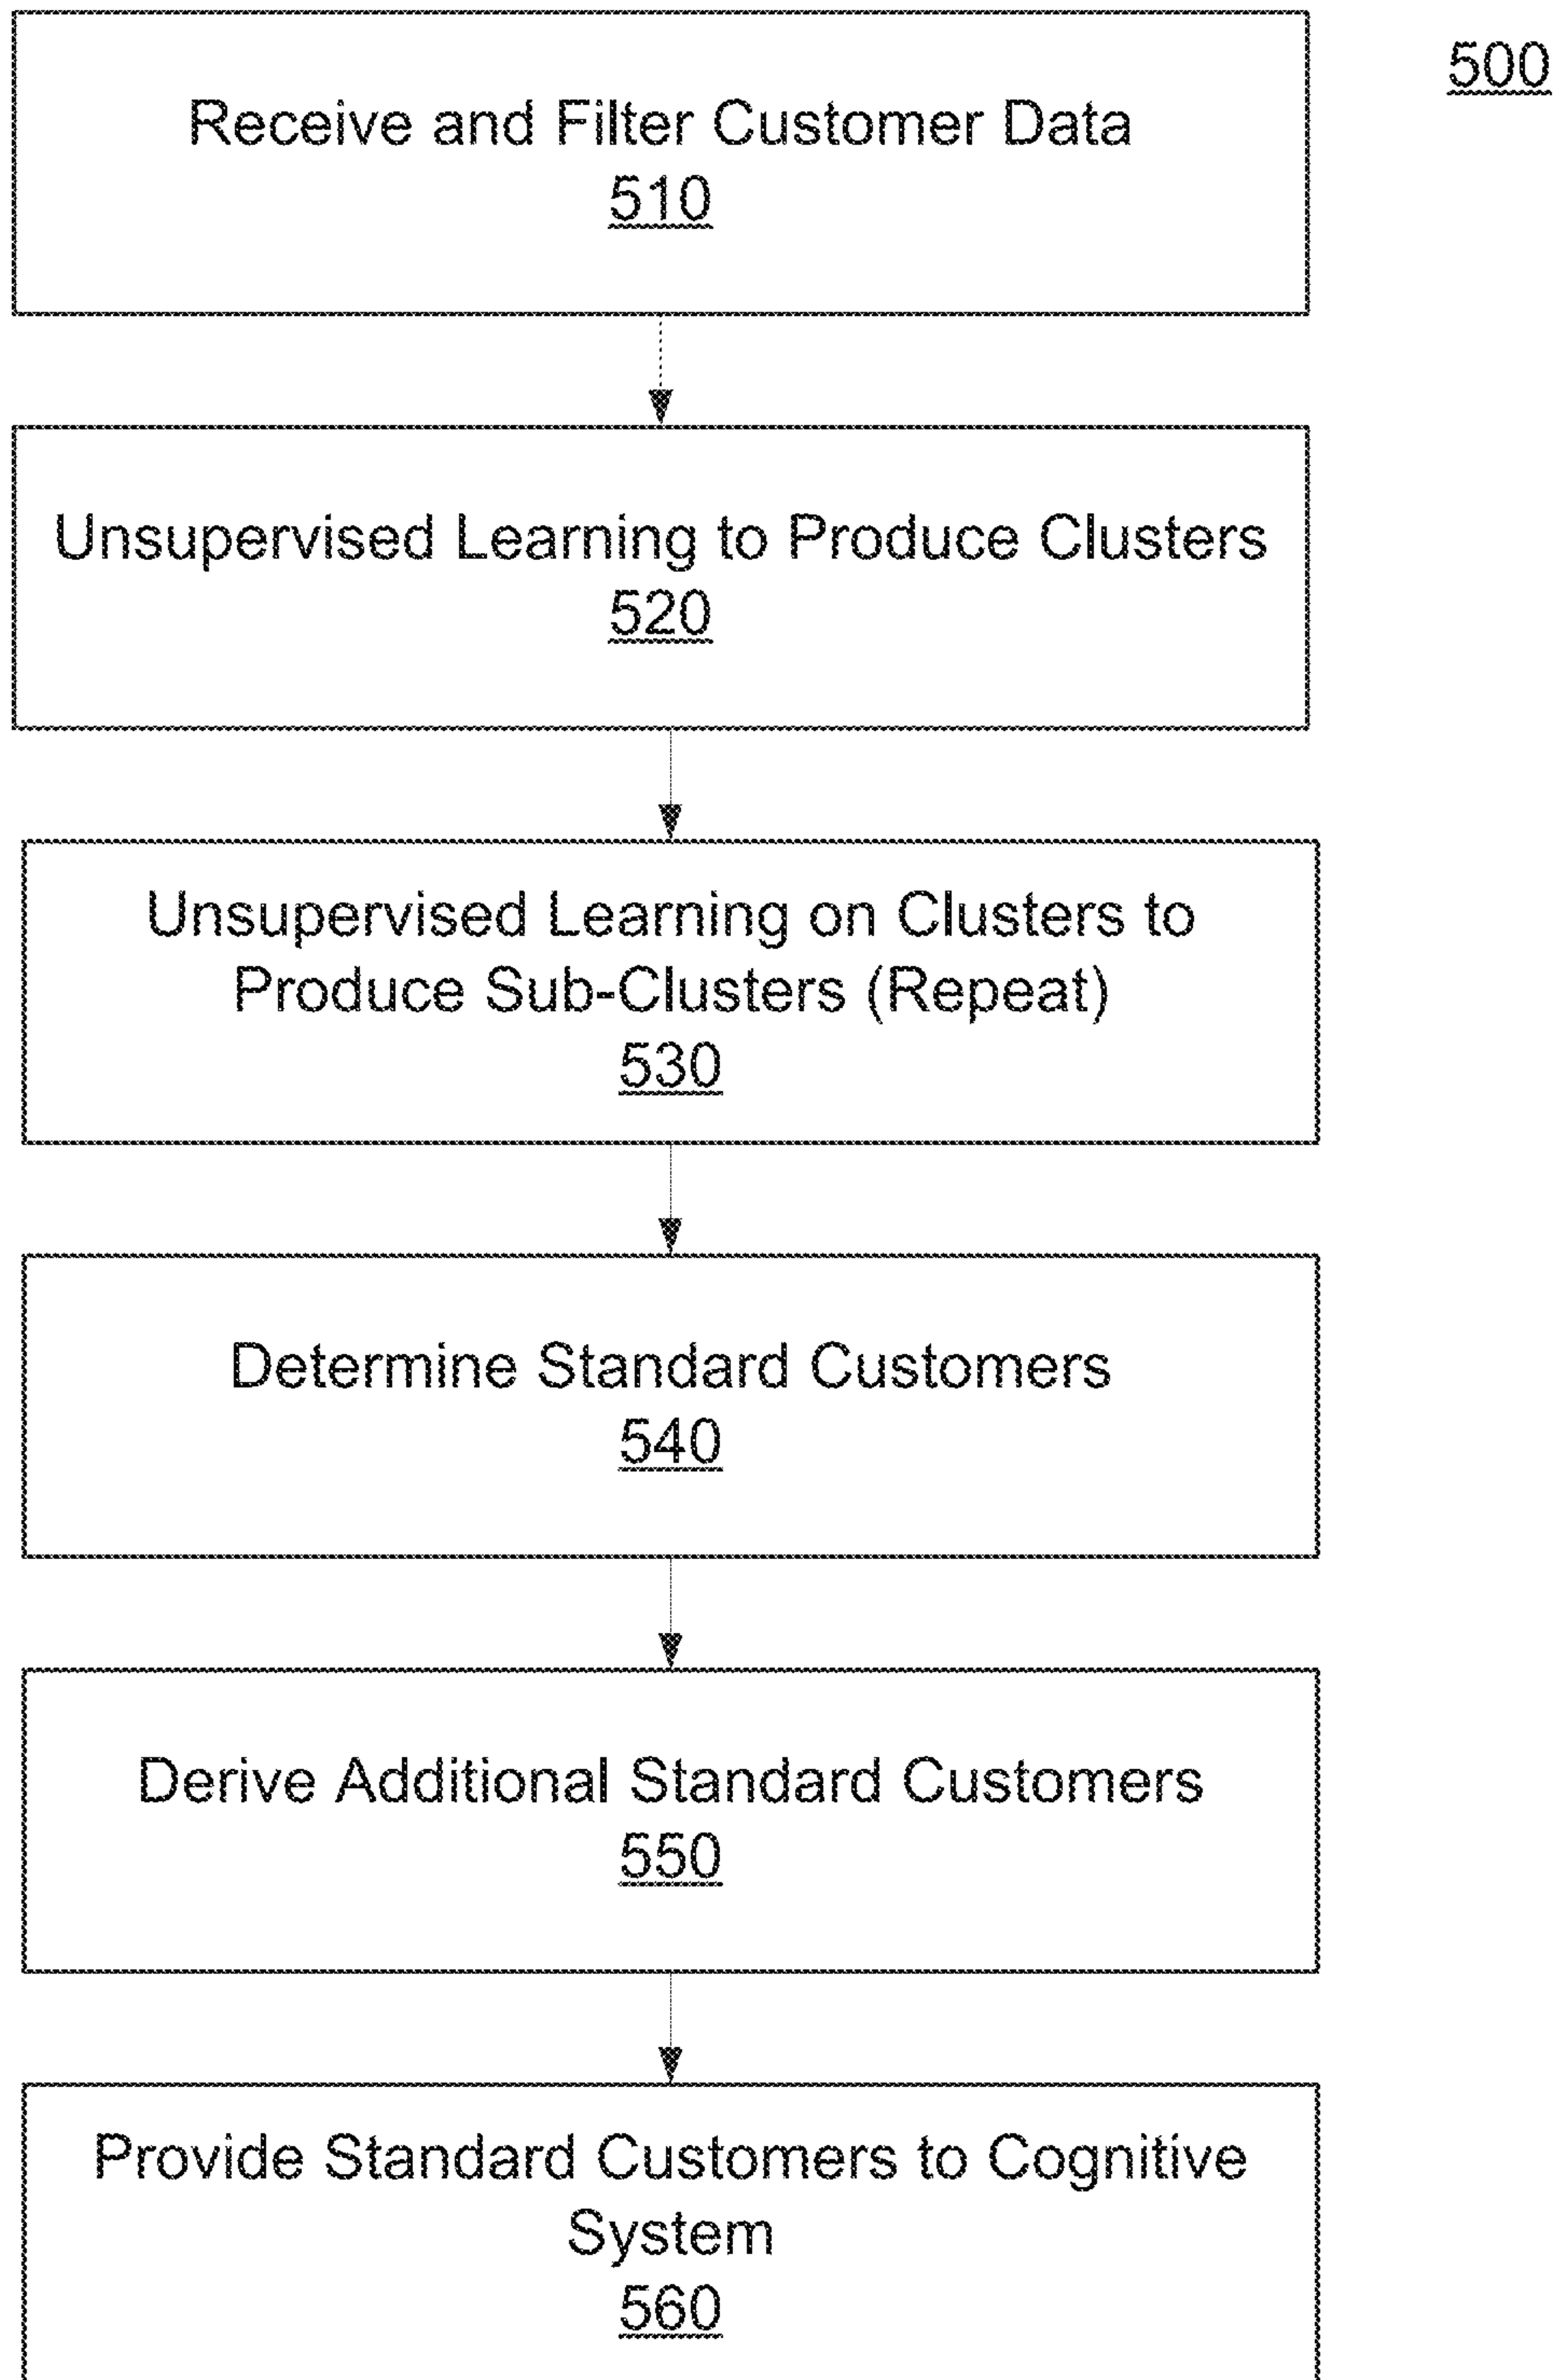 500
Receive and Filter Customer Data
510
Unsupervised Learning to Produce Clusters
520
Unsupervised Learning on Clusters to
Produce Sub-Clusters (Repeat)
530
Determine Standard Customers
540
Derive Additional Standard Customers
550
Provide Standard Customers to Cognitive
System
560